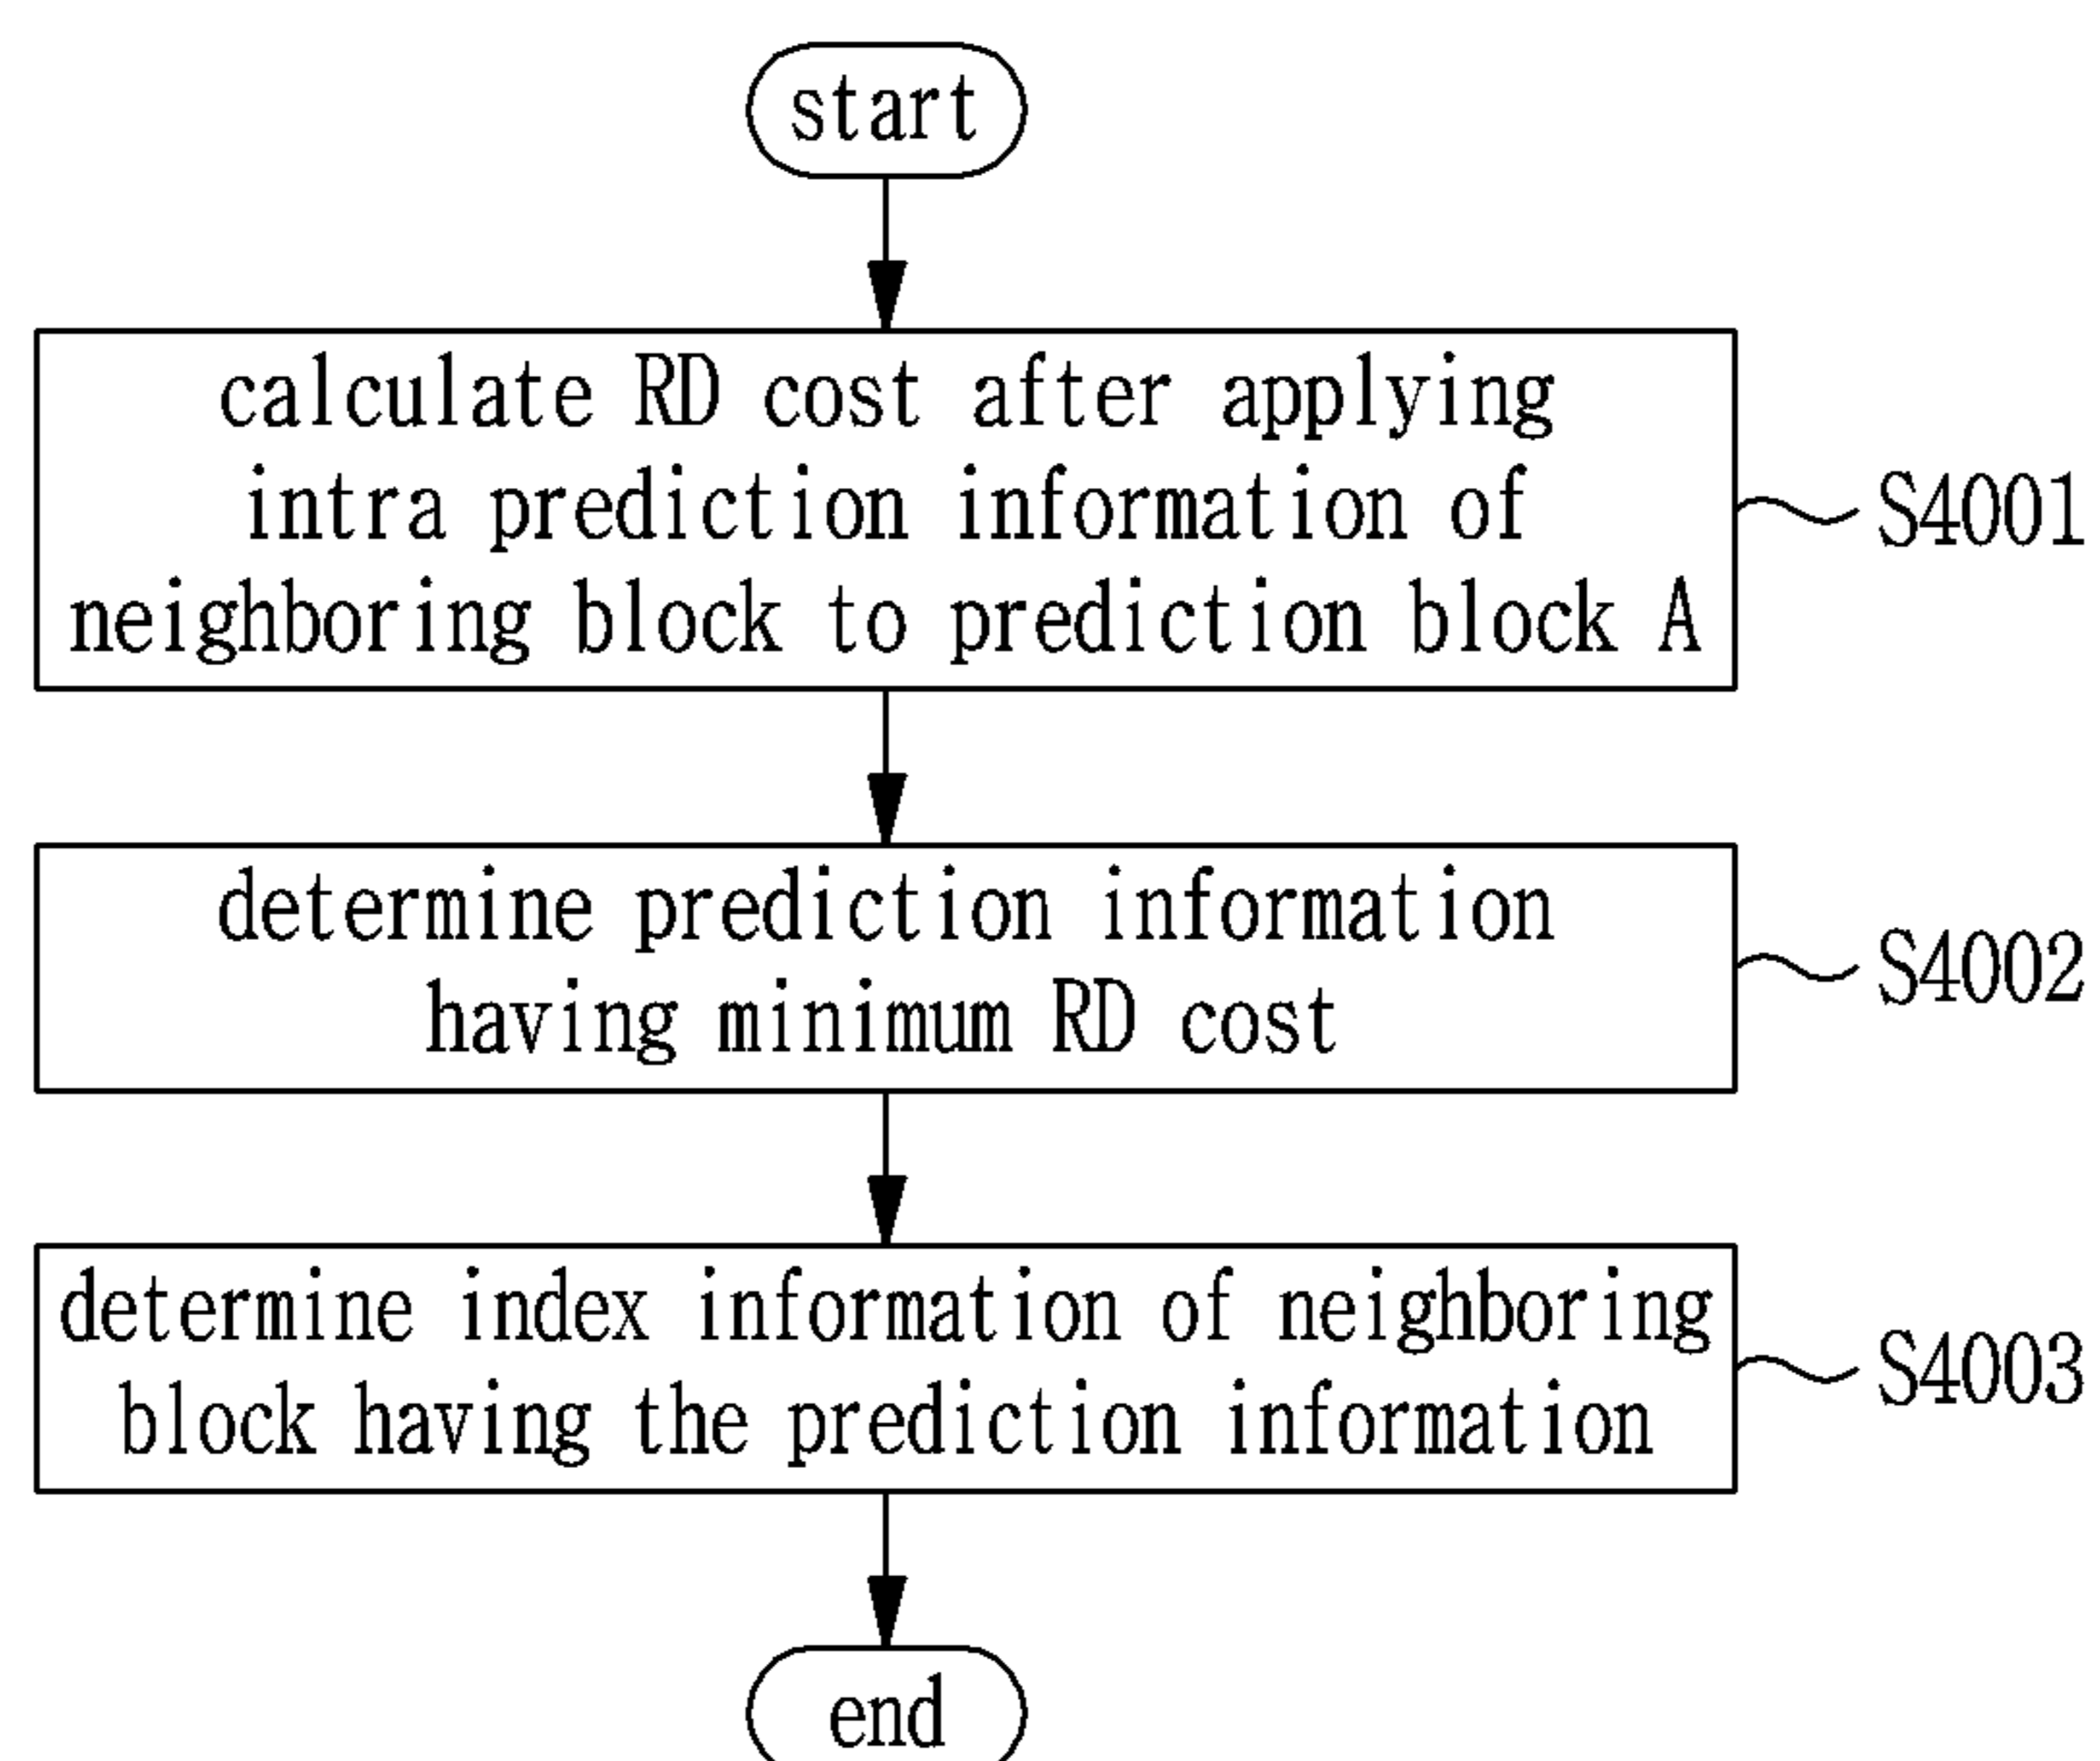 start
calculate RD cost after applying
intra prediction information of
neighboring block to prediction block A
S4001
determine prediction information
having minimum RD cost
S4002
determine index information of neighboring
block having the prediction information
S4003
end